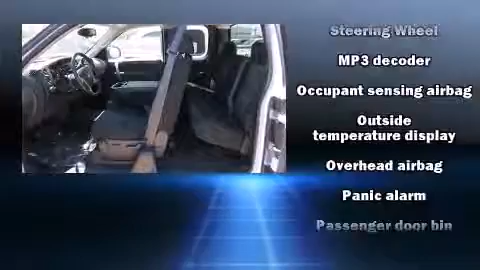 Steering Wheel
MP3 decoder
Occupant sensing airbag
Outside
temperature display
Overhead airbag
Panic alarm
Passenger door bin